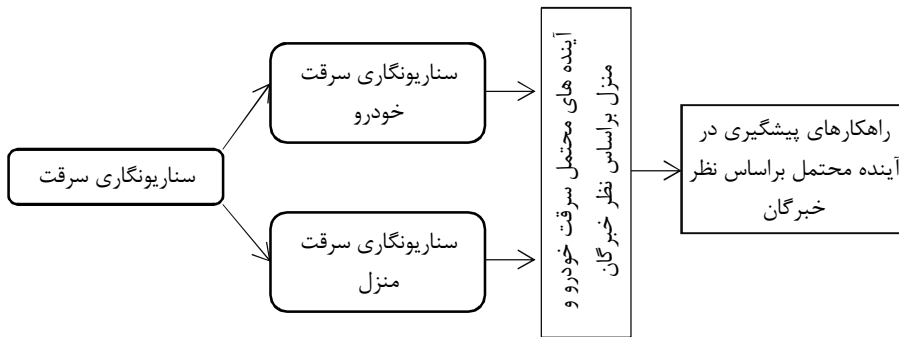 سناریونگاری سرقت
سناریونگاری سرقت
خودرو
سناریونگاری سرقت
منزل
آینده های محتمل سرقت خودرو و
منزل براساس نظر خبرگان
راهکارهای پیشگیری در
آینده محتمل براساس نظر
خبرگان